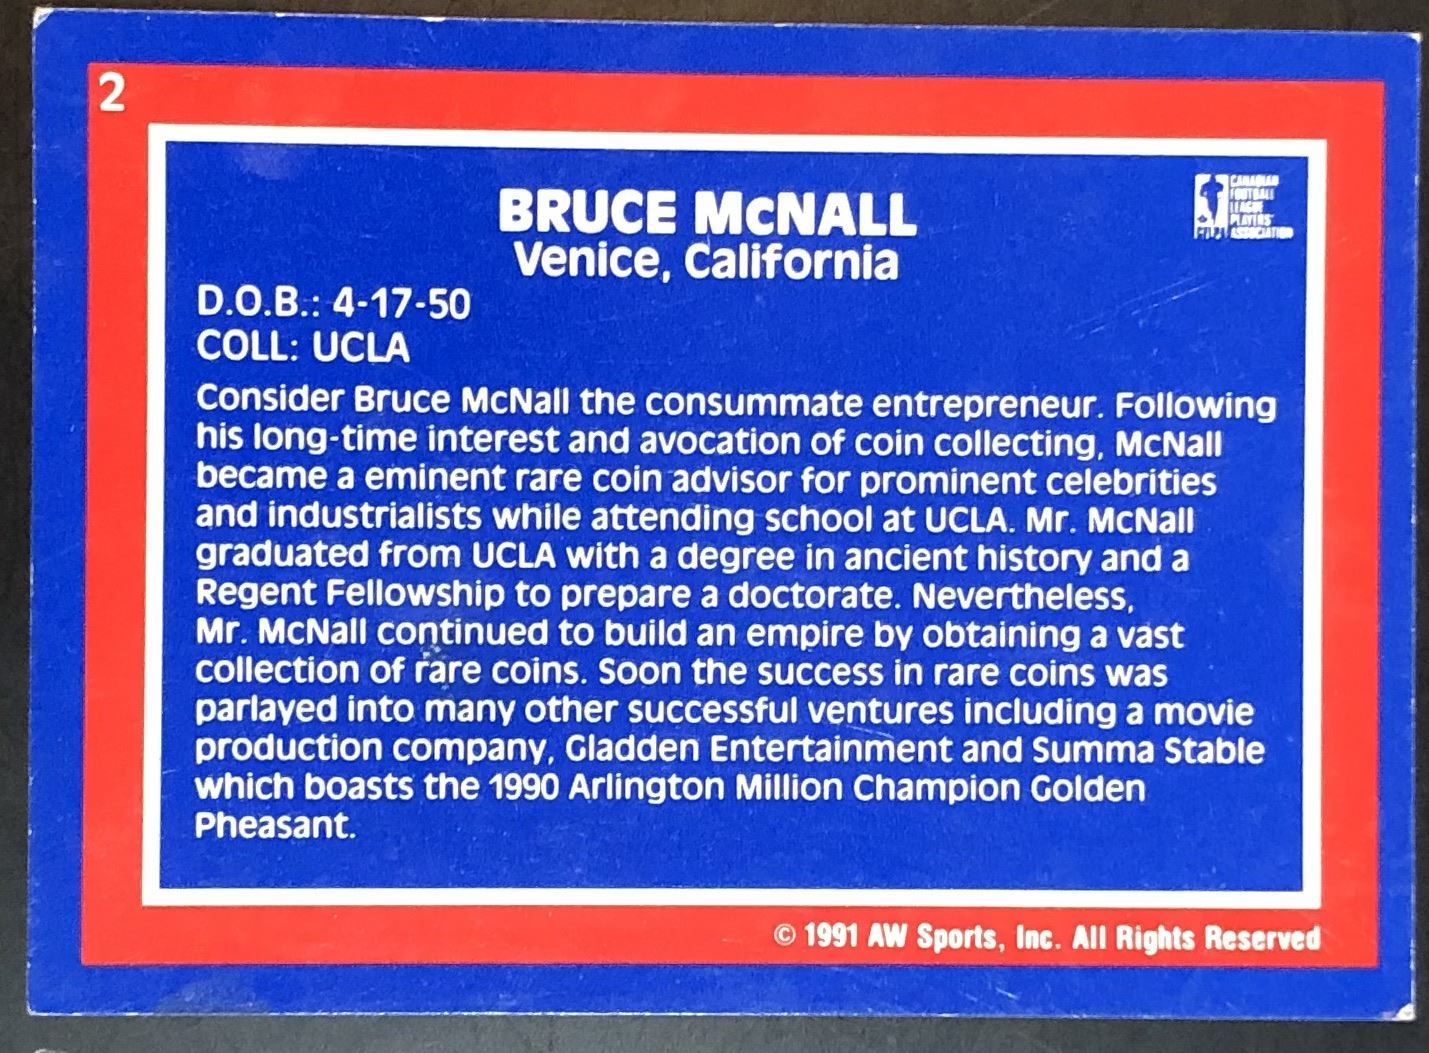 2
BRUCE McNALL
Venice, California
CANADIAN
FOOTBALL
LEAGUE
PLAYERS'
ASSOCIATION
D.O.B.: 4-17-50
COLL: UCLA
Consider Bruce McNall the consummate entrepreneur. Following
his long-time interest and avocation of coin collecting, McNall
became a eminent rare coin advisor for prominent celebrities
and industrialists while attending school at UCLA. Mr. McNall
graduated from UCLA with a degree in ancient history and a
Regent Fellowship to prepare a doctorate. Nevertheless,
Mr. McNall continued to build an empire by obtaining a vast
collection of rare coins. Soon the success in rare coins was
parlayed into many other successful ventures including a movie
production company, Gladden Entertainment and Summa Stable
which boasts the 1990 Arlington Million Champion Golden
Pheasant.
© 1991 AW Sports, Inc. All Rights Reserved